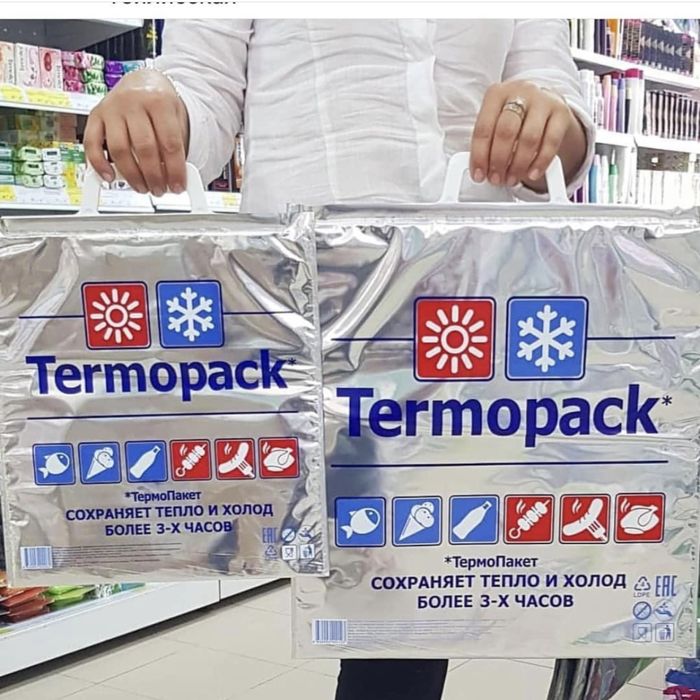 Termopack*
*ТермоПакет
СОХРАНЯЕТ ТЕПЛО И ХОЛОД
БОЛЕЕ 3-Х ЧАСОВ
EAC
Termopack*
*ТермоПакет
СОХРАНЯЕТ ТЕПЛО И ХОЛОД
БОЛЕЕ 3-Х ЧАСОВ
LDPE
EAC